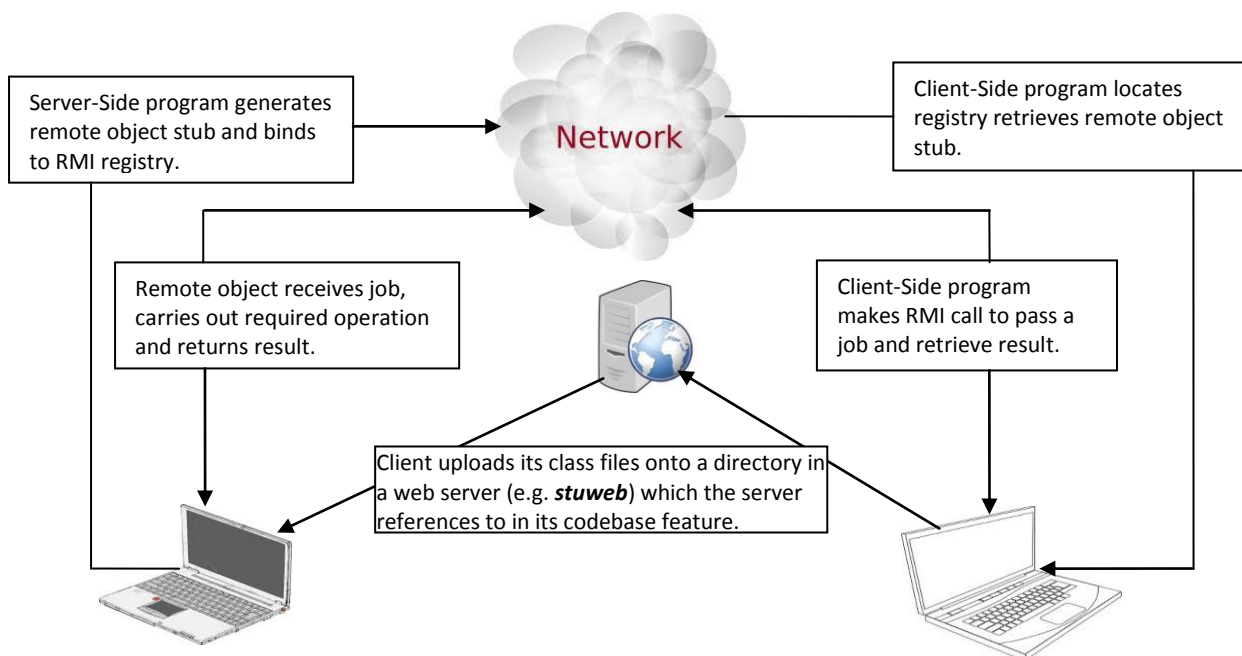 Server-Side program generates
remote object stub and binds
to RMI registry.
Network
Client-Side program locates
registry retrieves remote object
stub.
Remote object receives job,
carries out required operation
and returns result.
Client-Side program
makes RMI call to pass a
job and retrieve result.
Client uploads its class files onto a directory in
a web server (e.g. stuweb) which the server
references to in its codebase feature.